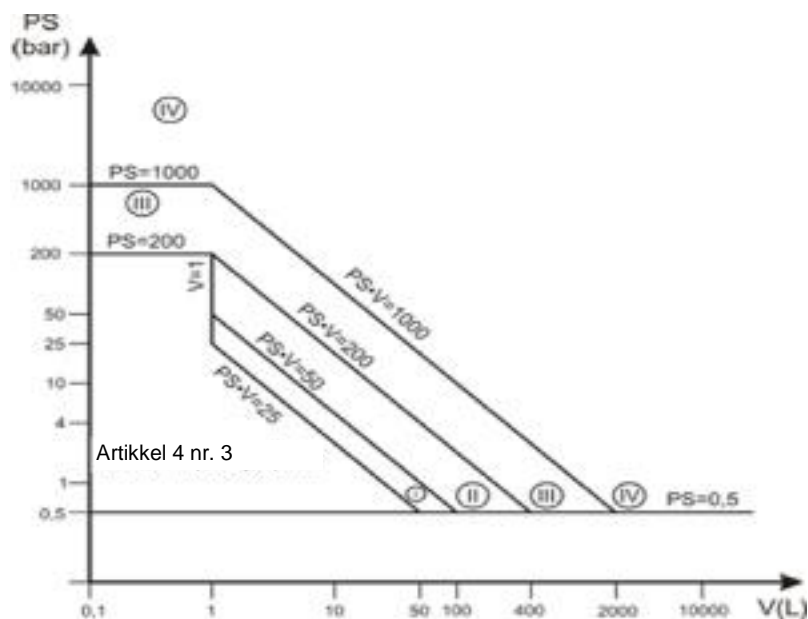 PS
(bar)
10000
IV
PS=1000
1000
III
PS=200
200
V=1
PS•V=1000
50
PS•V=200
25
PS•V=50
10
PS•V=25
4
Artikkel 4 nr. 3
1
I
II
III
IV
PS=0,5
0.5
0.1
1
10
50
100
400
2000
10000
V(L)